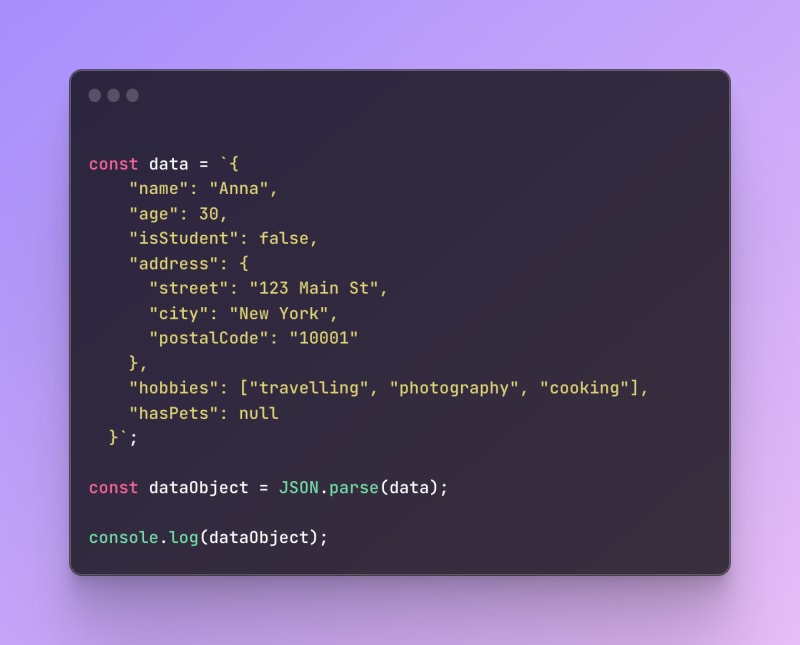 const data = `{
    "name": "Anna",
    "age": 30,
    "isStudent": false,
    "address": {
      "street": "123 Main St",
      "city": "New York",
      "postalCode": "10001"
    },
    "hobbies": ["travelling", "photography", "cooking"],
    "hasPets": null
  }`;

const dataObject = JSON.parse(data);

console.log(dataObject);